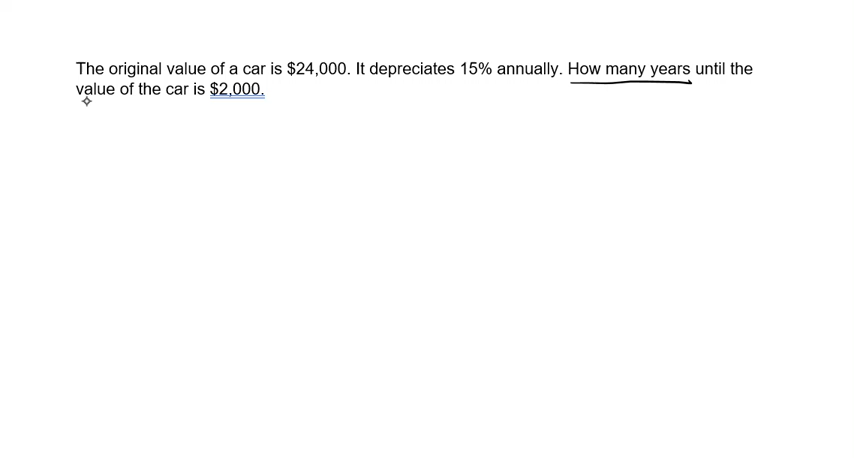 The original value of a car is $24,000. It depreciates 15% annually. How many years until the
value of the car is $2,000.